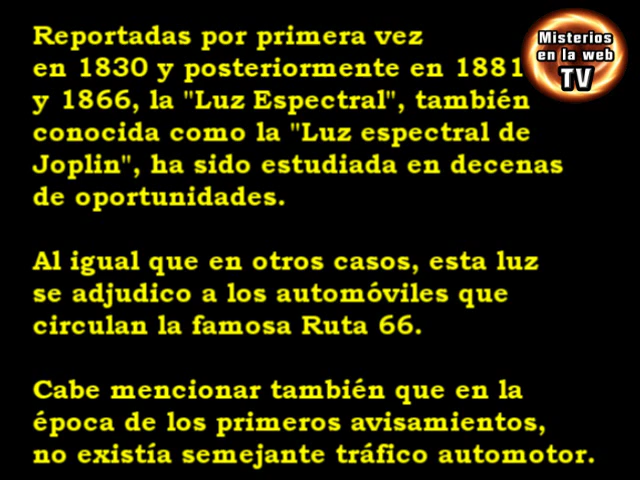 Reportadas por primera vez
en 1830 y posteriormente en 1881
y 1866, la "Luz Espectral", también
conocida como la "Luz espectral de
Joplin", ha sido estudiada en decenas
de oportunidades.
Al igual que en otros casos, esta luz
se adjudico a los automóviles que
circulan la famosa Ruta 66.
Cabe mencionar también que en la
época de los primeros avisamientos,
no existía semejante tráfico automotor.
Misterios
en la web
TV